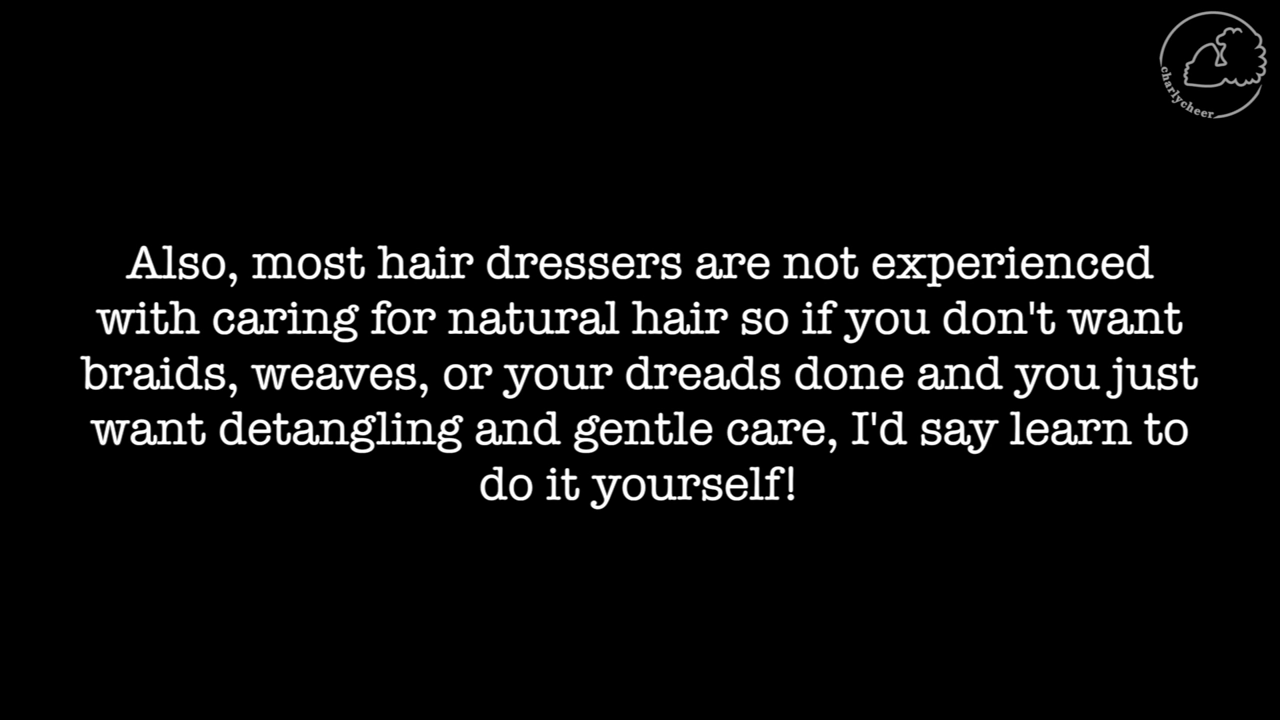 charlycheer
Also, most hair dressers are not experienced
with caring for natural hair so if you don't want
braids, weaves, or your dreads done and you just
want detangling and gentle care, I'd say learn to
do it yourself!